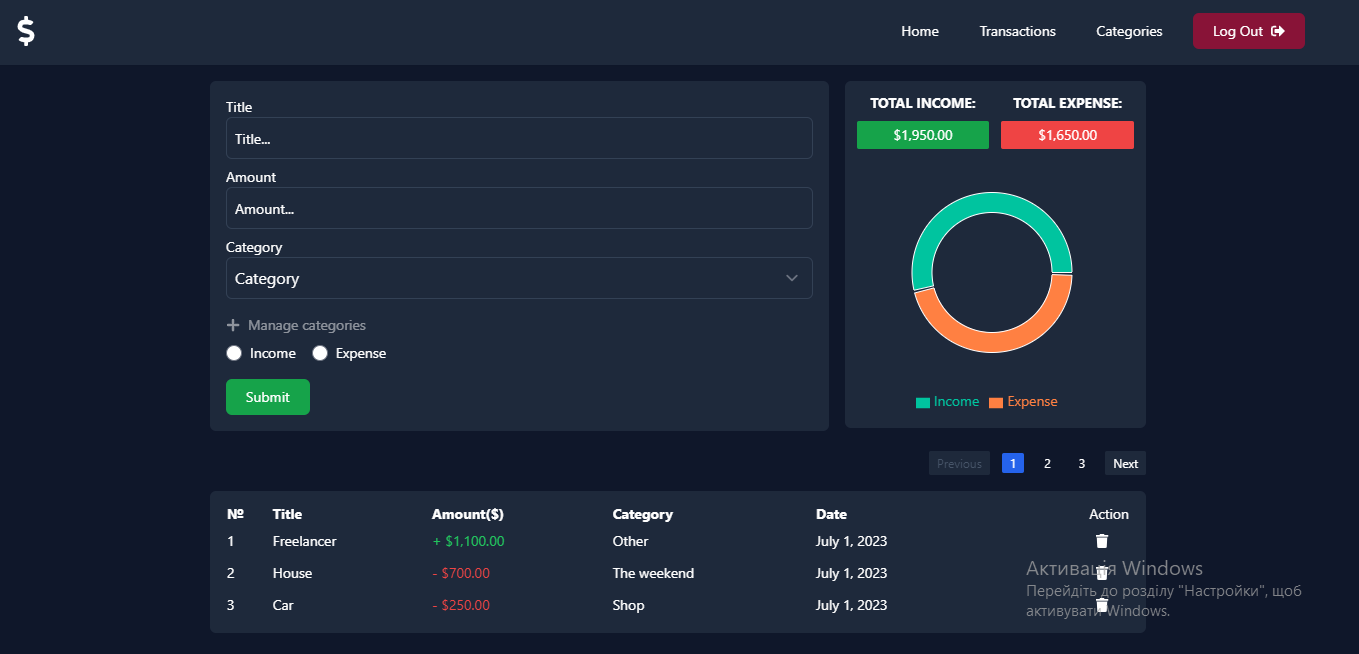 $
Home Transactions Categories Log Out
Title
Title...
Amount
Amount...
Category
Category
Manage categories
Income Expense
Submit
TOTAL INCOME: TOTAL EXPENSE:
$1,950.00 $1,650.00
Income Expense
Previous 1 2 3 Next
№ Title Amount($) Category Date Action
1 Freelancer + $1,100.00 Other July 1, 2023
2 House - $700.00 The weekend July 1, 2023
3 Car - $250.00 Shop July 1, 2023
Активація Windows
Перейдіть до розділу "Настройки", щоб
активувати Windows.